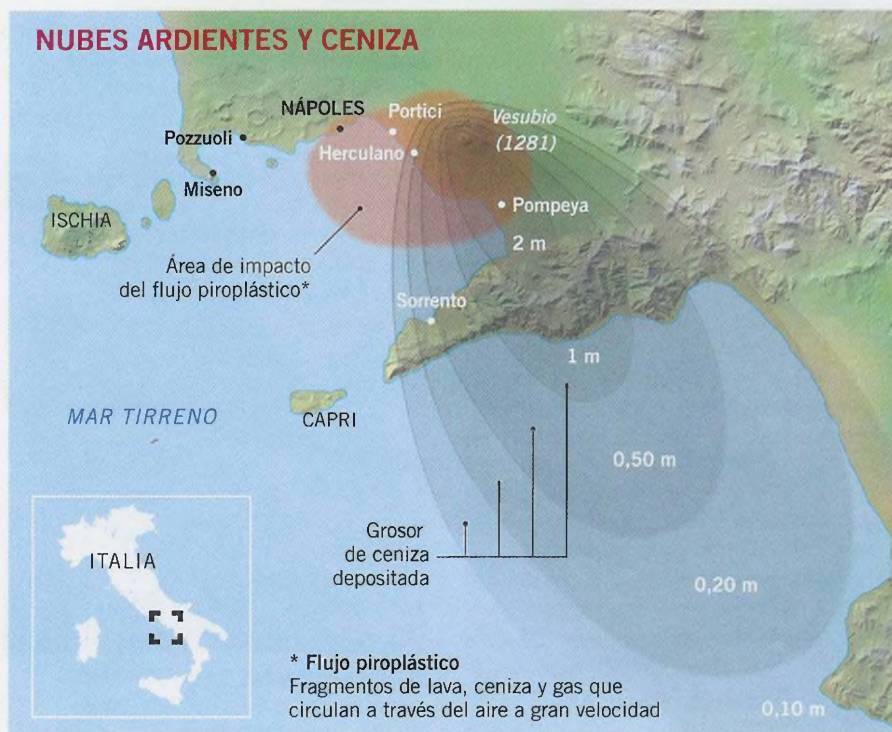 NUBES ARDIENTES Y CENIZA
NÁPOLES
Portici
Vesubio
(1281)
Pozzuoli
Herculano
Miseno
Pompeya
ISCHIA
2 m
Área de impacto
del flujo piroplástico*
Sorrento
1 m
MAR TIRRENO
CAPRI
0,50 m
Grosor
de ceniza
depositada
ITALIA
0,20 m
* Flujo piroplástico
Fragmentos de lava, ceniza y gas que
circulan a través del aire a gran velocidad
0,10 m